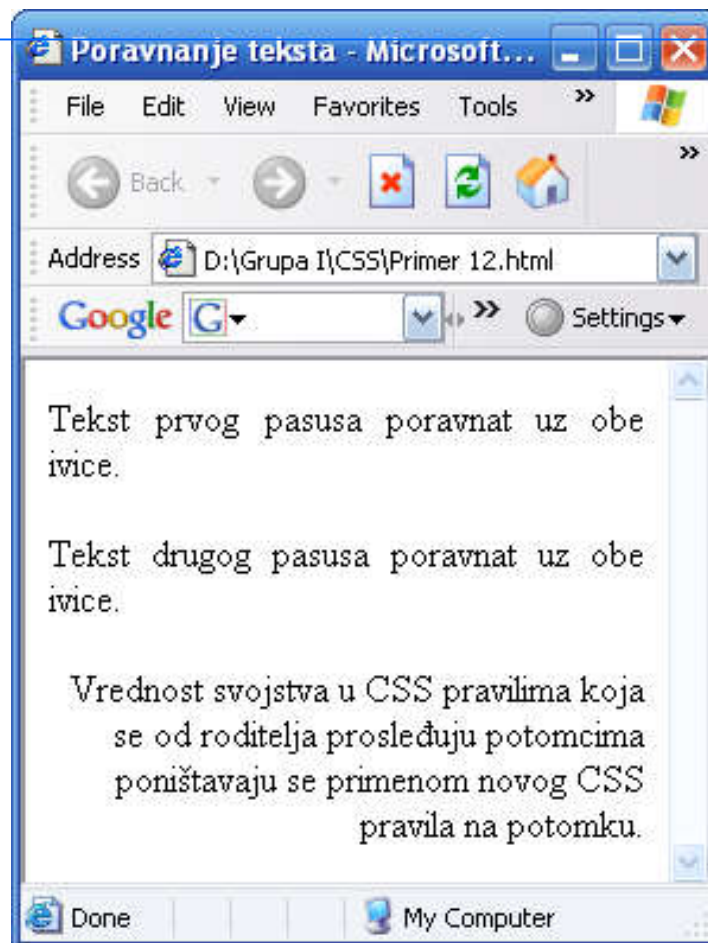 Poravnanje teksta - Microsoft...
File Edit View Favorites Tools »
Back »
Address D:\Grupa I\CSS\Primer 12.html
Google G » Settings
Tekst prvog pasusa poravnat uz obe
ivice.
Tekst drugog pasusa poravnat uz obe
ivice.
Vrednost svojstva u CSS pravilima koja
se od roditelja prosleđuju potomcima
poništavaju se primenom novog CSS
pravila na potomku.
Done My Computer